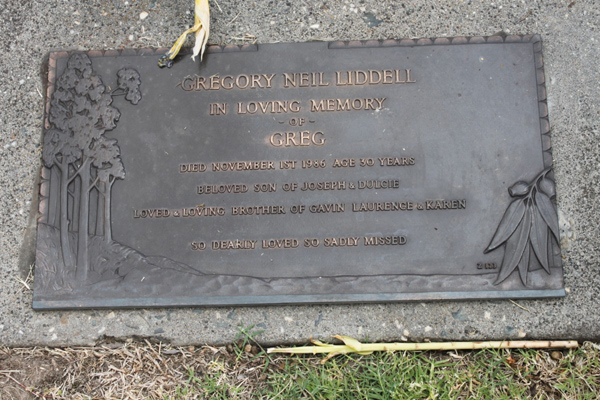 GREGORY NEIL LIDDELL
IN LOVING MEMORY
- OF -
GREG
DIED NOVEMBER 1ST 1986 AGE 30 YEARS
BELOVED SON OF JOSEPH & DULCIE
LOVED & LOVING BROTHER OF GAVIN LAURENCE & KAREN
SO DEARLY LOVED SO SADLY MISSED